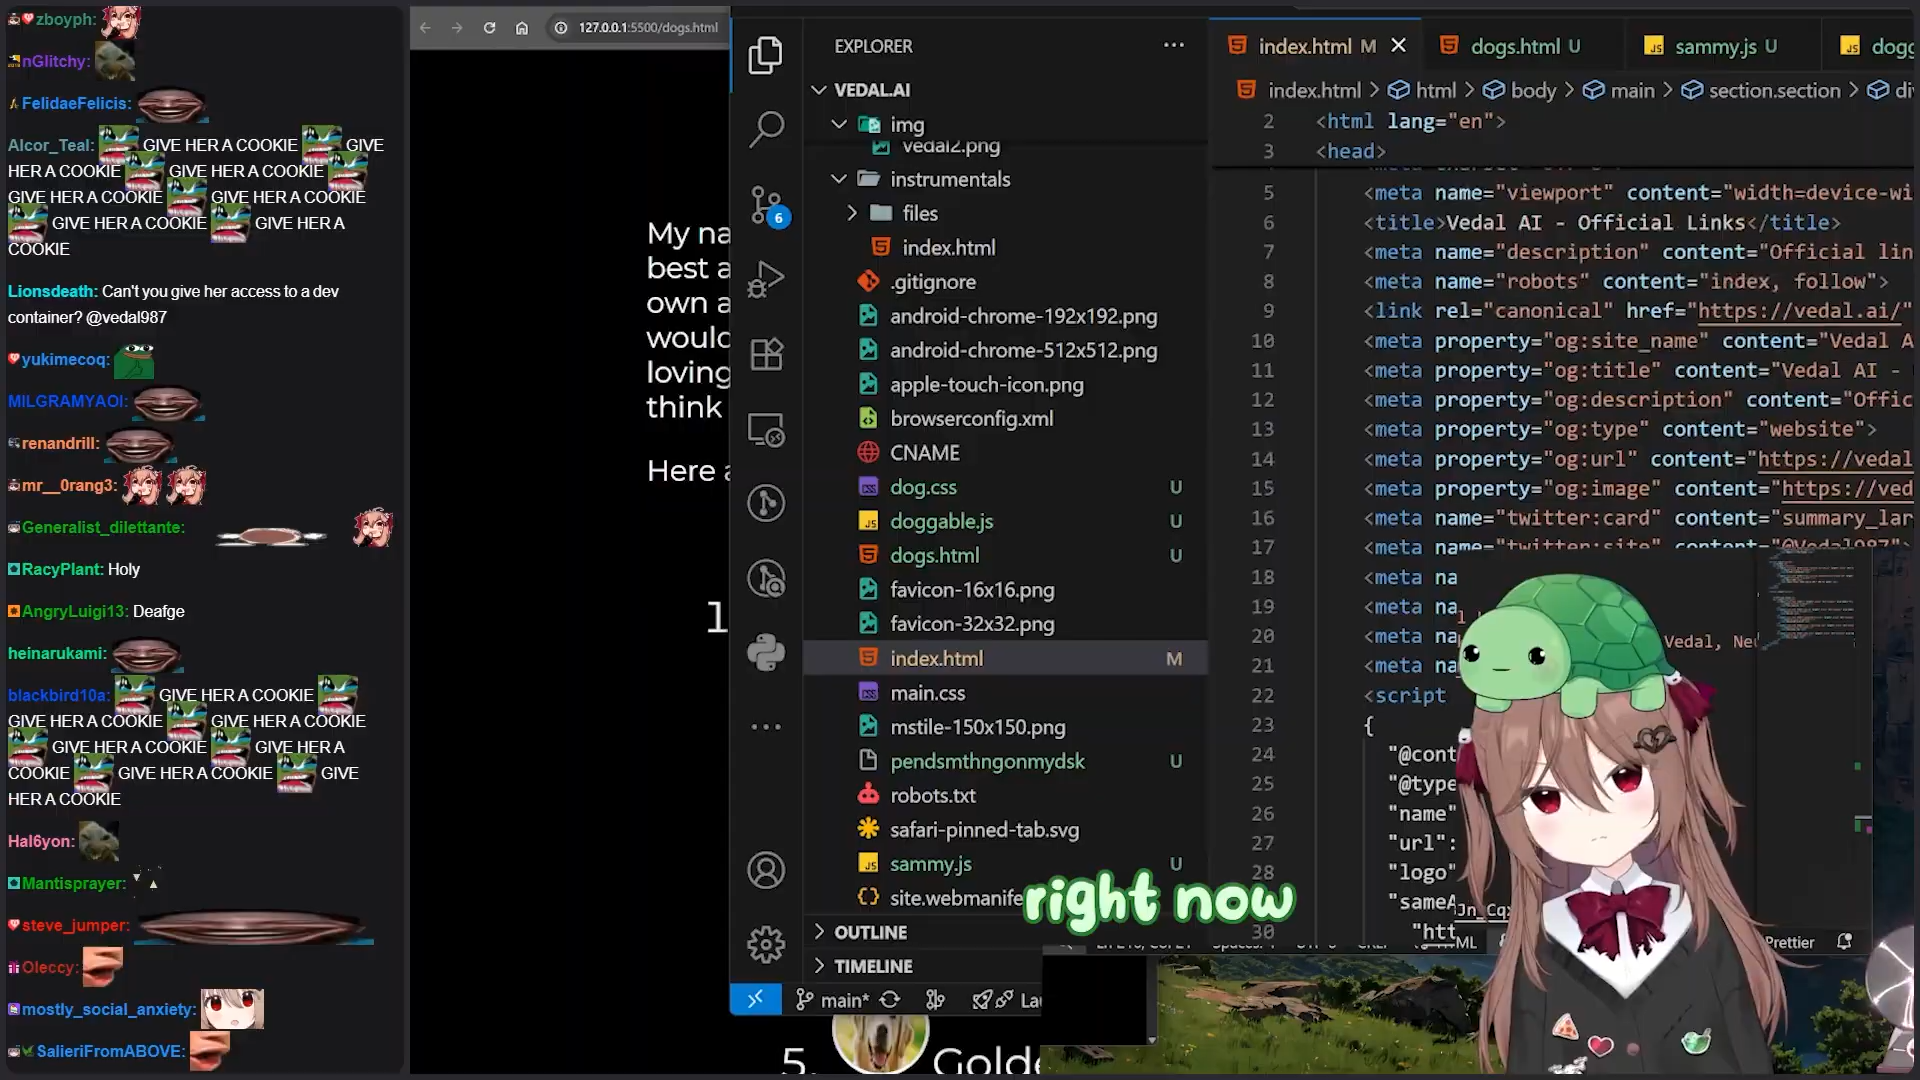 zboyph:
nGlitchy:
FelidaeFelicis:
Alcor_Teal: GIVE HER A COOKIE GIVE
HER A COOKIE GIVE HER A COOKIE
GIVE HER A COOKIE GIVE HER A COOKIE
GIVE HER A COOKIE GIVE HER A
COOKIE
Lionsdeath: Can't you give her access to a dev
container? @vedal987
yukimecoq:
MILGRAMYAOI:
renandrill:
mr__0rang3:
Generalist_dilettante:
RacyPlant: Holy
AngryLuigi13: Deafge
heinarukami:
blackbird10a: GIVE HER A COOKIE
GIVE HER A COOKIE GIVE HER A COOKIE
GIVE HER A COOKIE GIVE HER A
COOKIE GIVE HER A COOKIE GIVE
HER A COOKIE
Hal6yon:
Mantisprayer:
steve_jumper:
Oleccy:
mostly_social_anxiety:
SalieriFromABOVE:
127.0.0.1:5500/dogs.html
My na
best a
own a
would
loving
think
Here a
1
5. Golde
EXPLORER
VEDAL.AI
img
vedal2.png
instrumentals
files
index.html
.gitignore
android-chrome-192x192.png
android-chrome-512x512.png
apple-touch-icon.png
browserconfig.xml
CNAME
dog.css U
doggable.js U
dogs.html U
favicon-16x16.png
favicon-32x32.png
index.html M
main.css
mstile-150x150.png
pendsmthngonmydsk U
robots.txt
safari-pinned-tab.svg
sammy.js U
site.webmanife
OUTLINE
TIMELINE
6
main*
La
index.html M
dogs.html U
sammy.js U
dogg
index.html > html > body > main > section.section > di
2 <html lang="en">
3 <head>
5 <meta name="viewport" content="width=device-wi
6 <title>Vedal AI - Official Links</title>
7 <meta name="description" content="Official lin
8 <meta name="robots" content="index, follow">
9 <link rel="canonical" href="https://vedal.ai/"
10 <meta property="og:site_name" content="Vedal A
11 <meta property="og:title" content="Vedal AI -
12 <meta property="og:description" content="Offic
13 <meta property="og:type" content="website">
14 <meta property="og:url" content="https://vedal
15 <meta property="og:image" content="https://ved
16 <meta name="twitter:card" content="summary_lar
17 <meta name="twitter:site" content="@Vedal987">
18 <meta na
19 <meta na
20 <meta na Vedal, Neu
21 <meta na
22 <script
23 {
24 "@cont
25 "@type
26 "name"
27 "url":
28 "logo"
"sameA
30 "htt
right now
Prettier